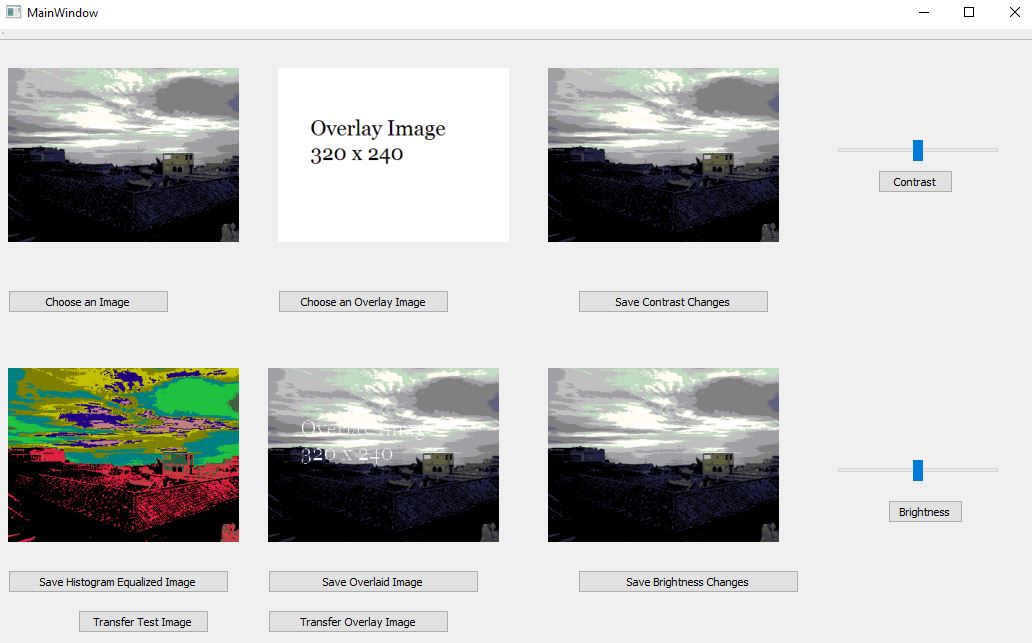 MainWindow
Overlay Image
320 x 240
Contrast
Choose an Image
Choose an Overlay Image
Save Contrast Changes
Overlay Image
320 x 240
Brightness
Save Histogram Equalized Image
Save Overlaid Image
Save Brightness Changes
Transfer Test Image
Transfer Overlay Image